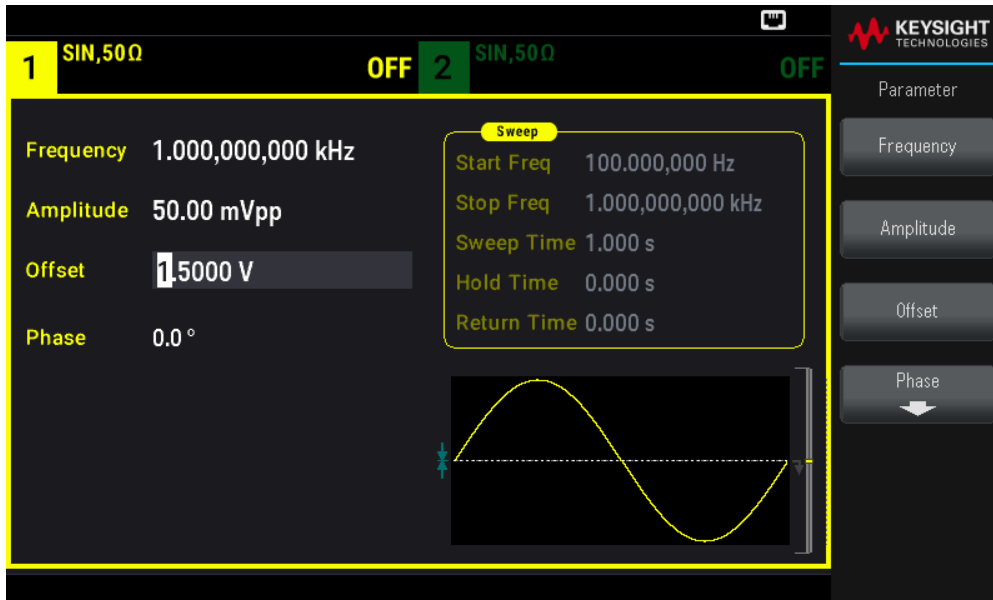 KEYSIGHT
TECHNOLOGIES
1 SIN,50Ω OFF
2 SIN,50Ω OFF
Frequency 1.000,000,000 kHz
Amplitude 50.00 mVpp
Offset 1.5000 V
Phase 0.0 °
Sweep
Start Freq 100.000,000 Hz
Stop Freq 1.000,000,000 kHz
Sweep Time 1.000 s
Hold Time 0.000 s
Return Time 0.000 s
Parameter
Frequency
Amplitude
Offset
Phase